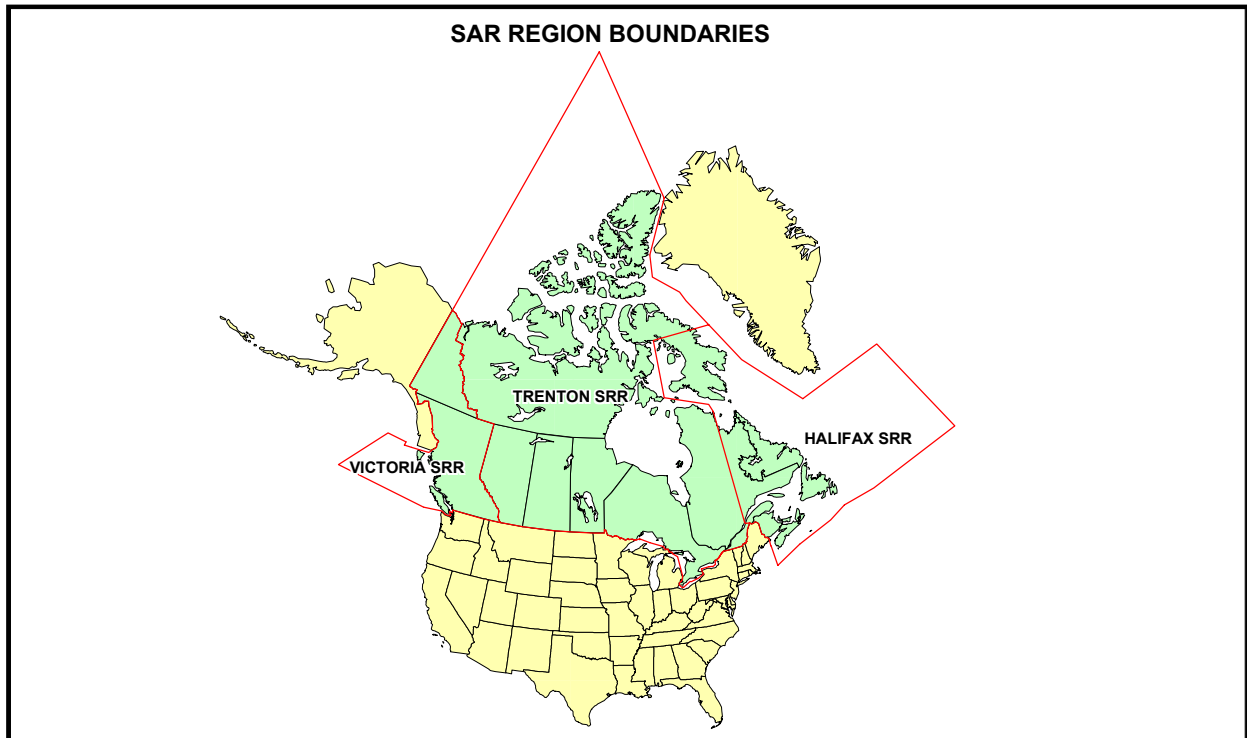 SAR REGION BOUNDARIES
TRENTON SRR
HALIFAX SRR
VICTORIA SRR